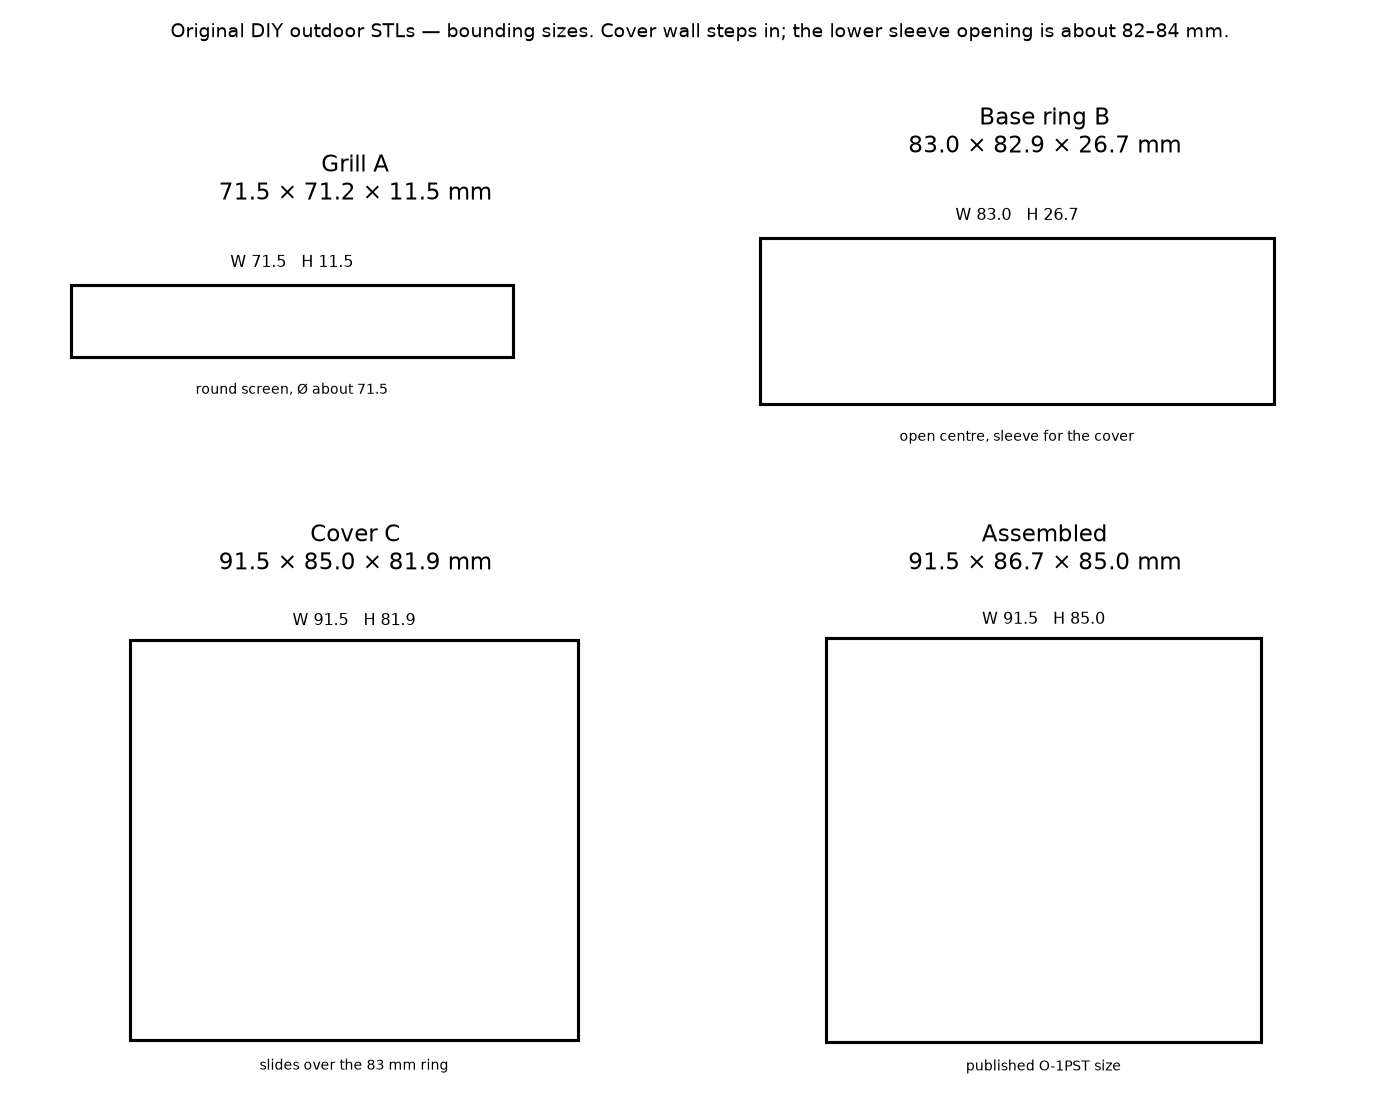 Original DIY outdoor STLs — bounding sizes. Cover wall steps in; the lower sleeve opening is about 82–84 mm.
Grill A
71.5 × 71.2 × 11.5 mm
W 71.5   H 11.5
round screen, Ø about 71.5
Base ring B
83.0 × 82.9 × 26.7 mm
W 83.0   H 26.7
open centre, sleeve for the cover
Cover C
91.5 × 85.0 × 81.9 mm
W 91.5   H 81.9
slides over the 83 mm ring
Assembled
91.5 × 86.7 × 85.0 mm
W 91.5   H 85.0
published O-1PST size